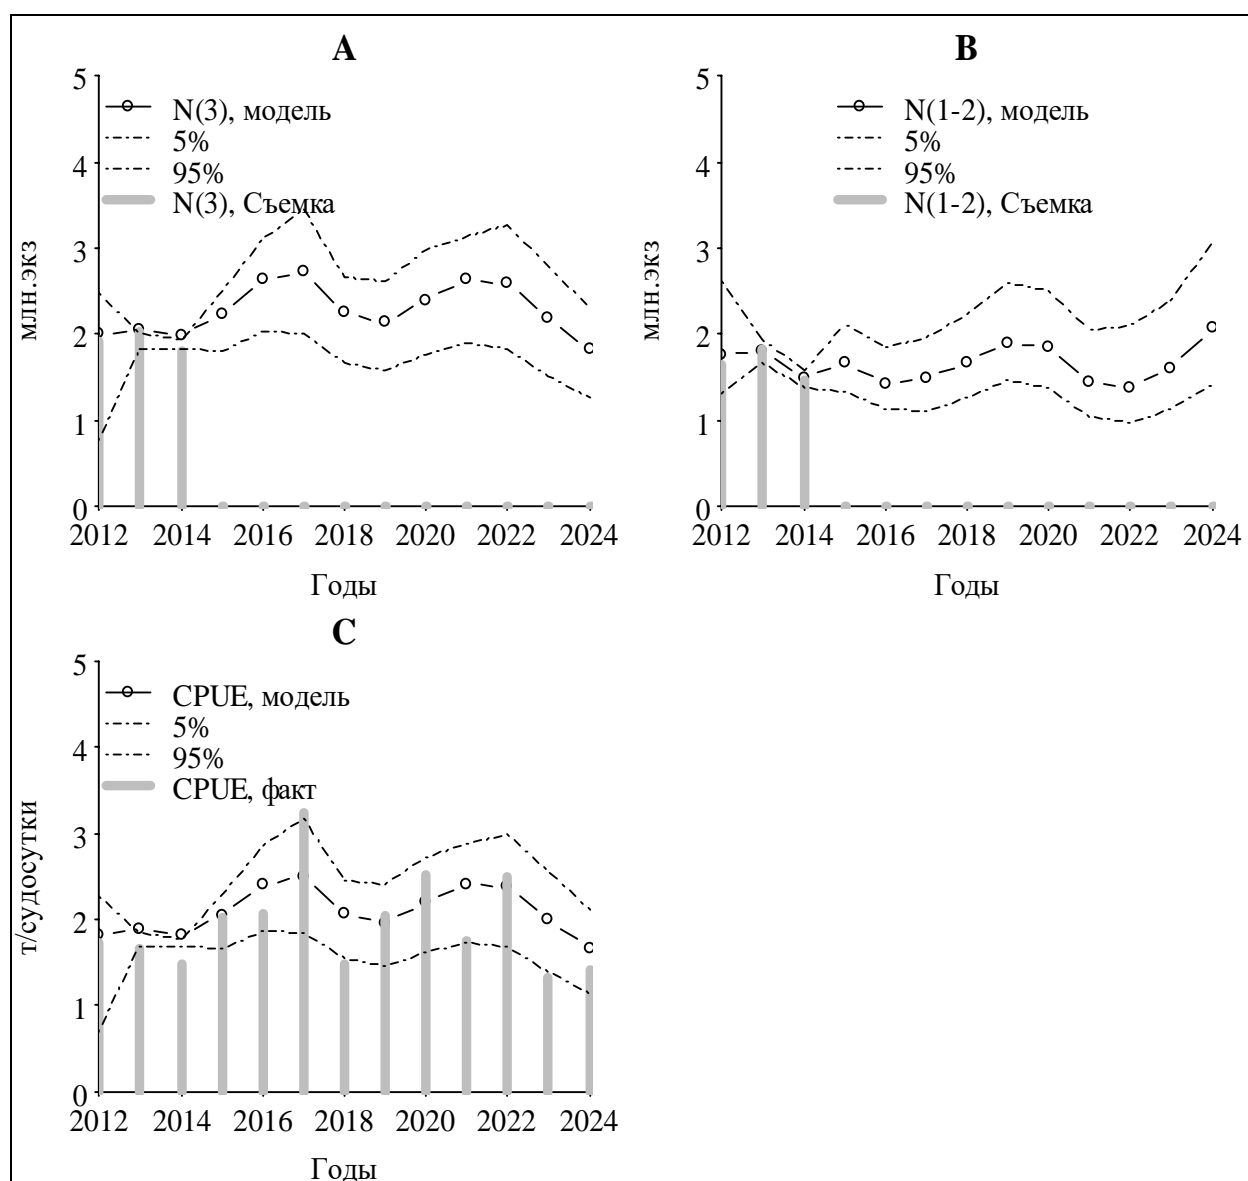 A
5
4
3
2
1
0
N(3), модель
5%
95%
N(3), Съемка
млн.экз
2012 2014 2016 2018 2020 2022 2024
Годы
B
5
4
3
2
1
0
N(1-2), модель
5%
95%
N(1-2), Съемка
млн.экз
2012 2014 2016 2018 2020 2022 2024
Годы
C
5
4
3
2
1
0
CPUE, модель
5%
95%
CPUE, факт
т/судосутки
2012 2014 2016 2018 2020 2022 2024
Годы